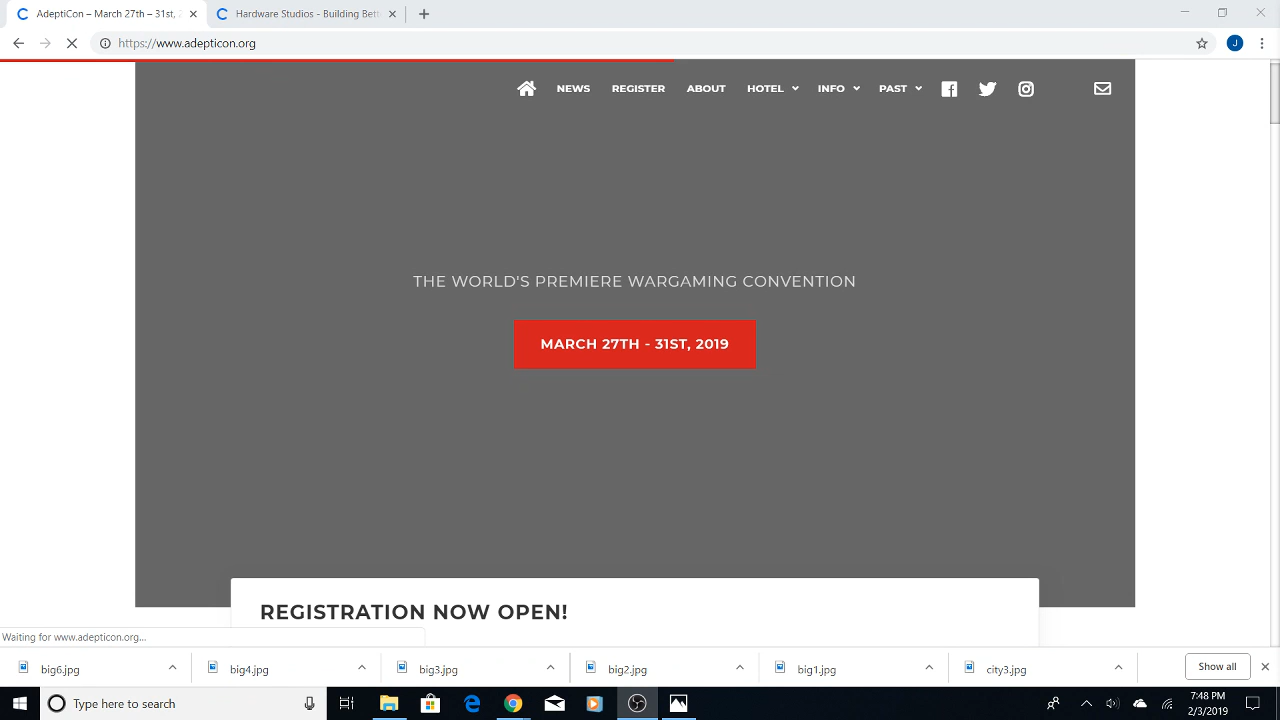 AdeptiCon – March 27th – 31st, 2
Hardware Studios - Building Bett
https://www.adepticon.org
J
NEWS REGISTER ABOUT HOTEL INFO PAST
THE WORLD'S PREMIERE WARGAMING CONVENTION
MARCH 27TH - 31ST, 2019
REGISTRATION NOW OPEN!
Waiting for www.adepticon.org...
big6.jpg big4.jpg big3.jpg big2.jpg big1.jpg city3.jpg Show all
Type here to search
7:48 PM
2/3/2019